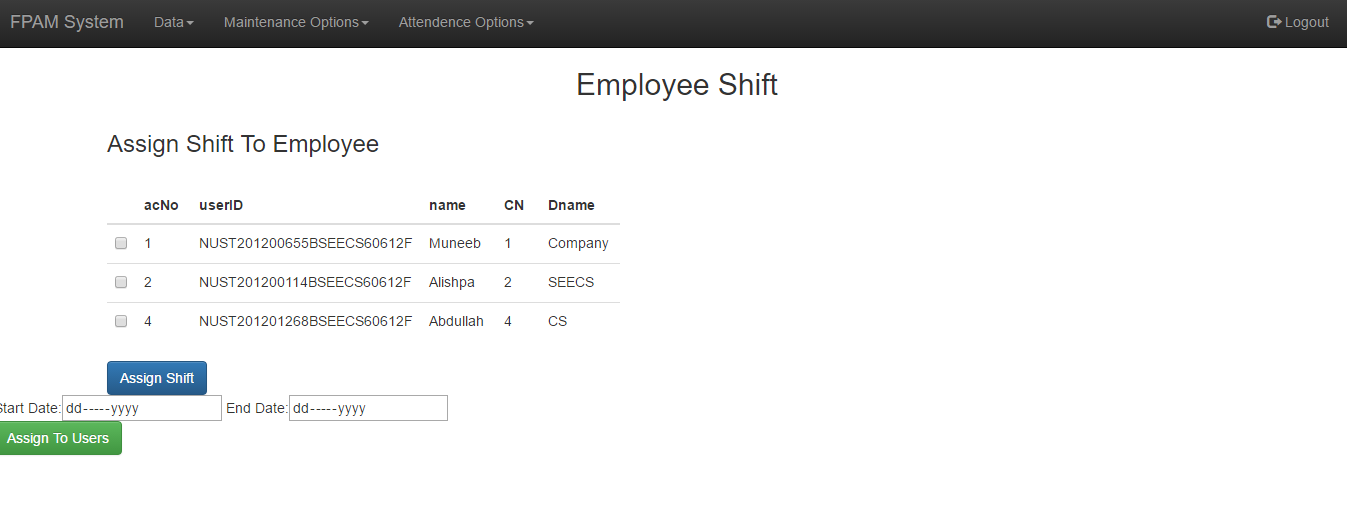 FPAM System Data Maintenance Options Attendence Options Logout
Employee Shift
Assign Shift To Employee
acNo userID name CN Dname
1 NUST201200655BSEECS60612F Muneeb 1 Company
2 NUST201200114BSEECS60612F Alishpa 2 SEECS
4 NUST201201268BSEECS60612F Abdullah 4 CS
Assign Shift
Start Date: dd-----yyyy End Date: dd-----yyyy
Assign To Users